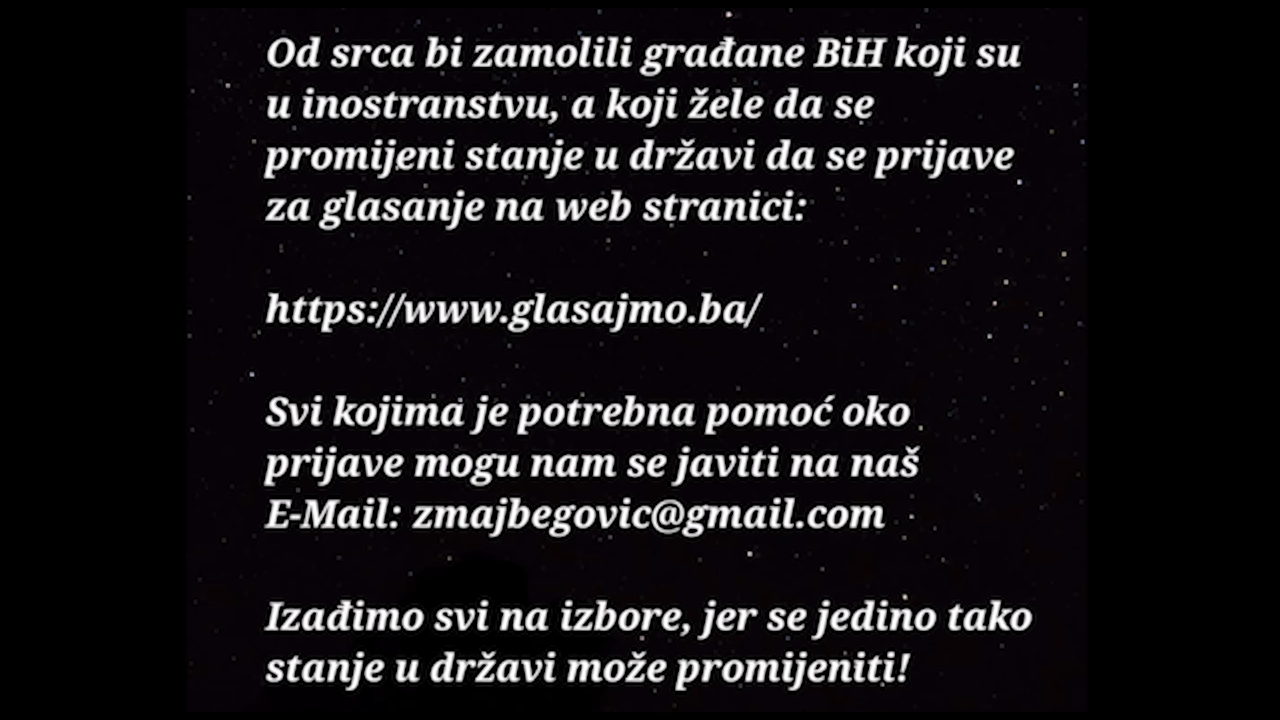 Od srca bi zamolili građane BiH koji su
u inostranstvu, a koji žele da se
promijeni stanje u državi da se prijave
za glasanje na web stranici:
https://www.glasajmo.ba/
Svi kojima je potrebna pomoć oko
prijave mogu nam se javiti na naš
E-Mail: zmajbegovic@gmail.com
Izađimo svi na izbore, jer se jedino tako
stanje u državi može promijeniti!